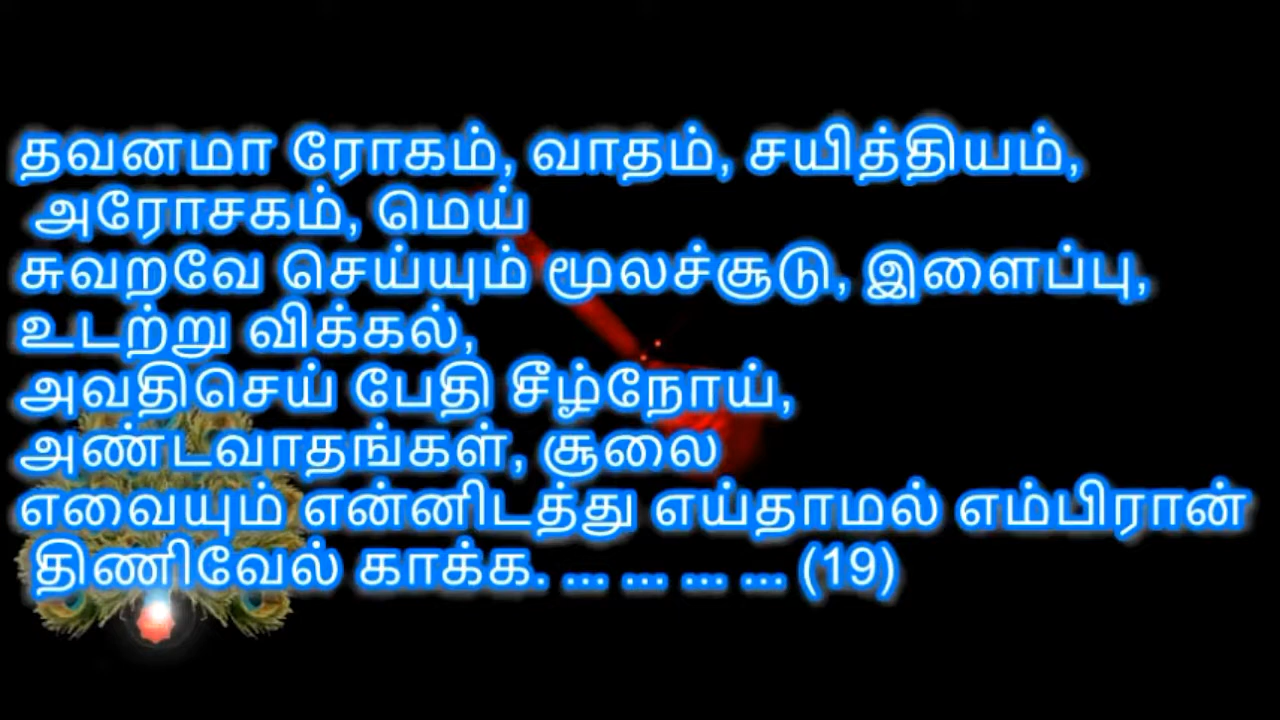 தவனமா ரோகம், வாதம், சயித்தியம்,
அரோசகம், மெய்
சுவறவே செய்யும் மூலச்சூடு, இளைப்பு,
உடற்று விக்கல்,
அவதிசெய் பேதி சீழ்நோய்,
அண்டவாதங்கள், சூலை
எவையும் என்னிடத்து எய்தாமல் எம்பிரான்
திணிவேல் காக்க. ... ... ... ... (19)